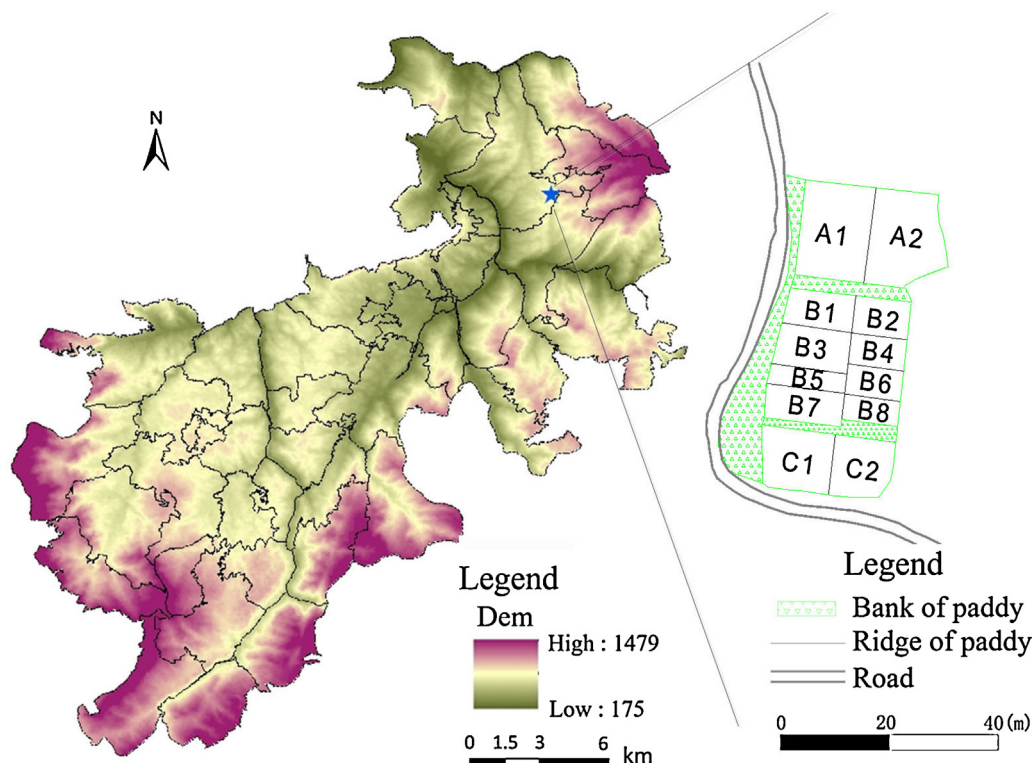 N
A1 A2
B1 B2
B3 B4
B5 B6
B7 B8
C1 C2
Legend
Dem
High : 1479
Low : 175
0 1.5 3 6 km
Legend
Bank of paddy
Ridge of paddy
Road
0 20 40(m)